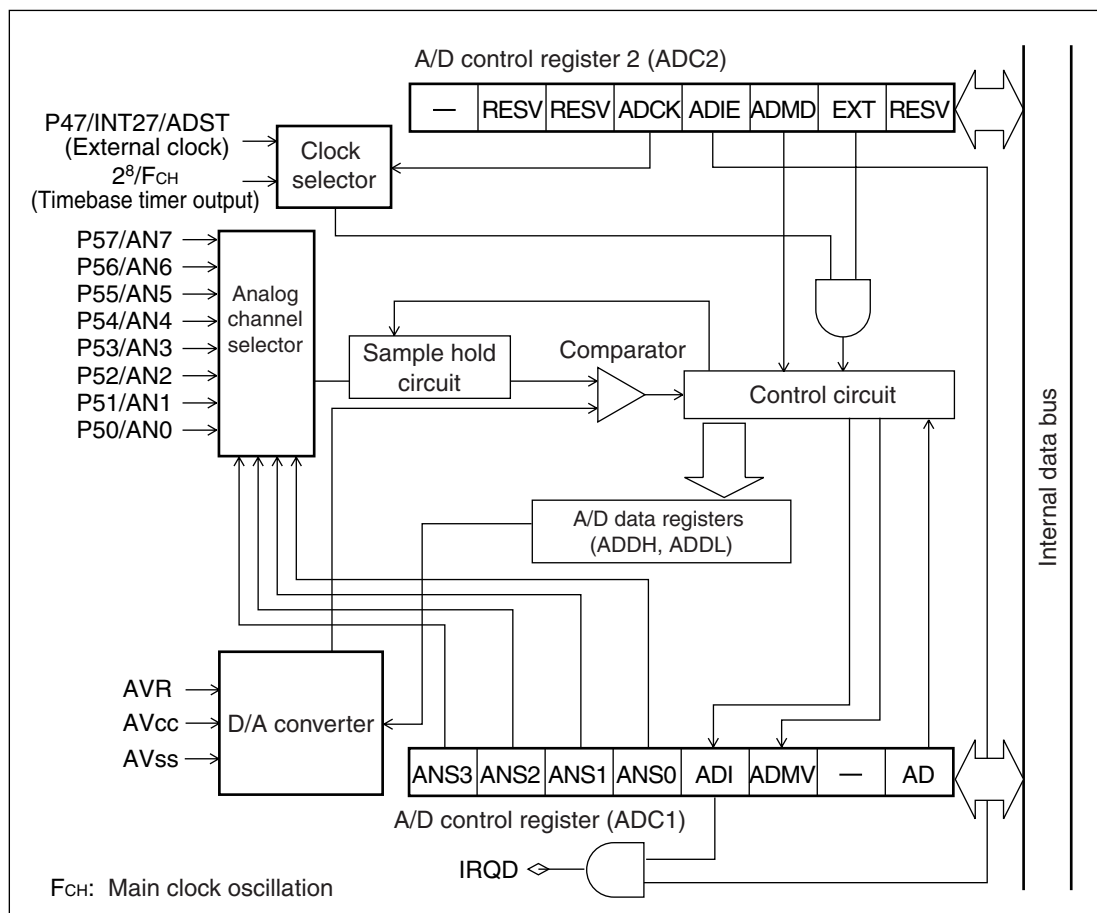 A/D control register 2 (ADC2)
— RESV RESV ADCK ADIE ADMD EXT RESV
P47/INT27/ADST
(External clock)
2⁸/FCH
(Timebase timer output)
Clock
selector
P57/AN7
P56/AN6
P55/AN5
P54/AN4
P53/AN3
P52/AN2
P51/AN1
P50/AN0
Analog
channel
selector
Sample hold
circuit
Comparator
Control circuit
A/D data registers
(ADDH, ADDL)
Internal data bus
AVR
AVcc
AVss
D/A converter
ANS3 ANS2 ANS1 ANS0 ADI ADMV — AD
A/D control register (ADC1)
IRQD
FCH: Main clock oscillation